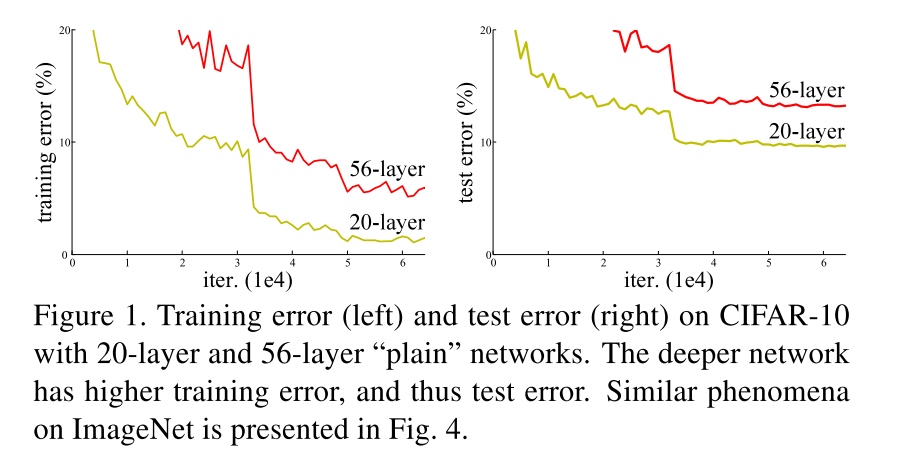 20
10
0
training error (%)
56-layer
20-layer
0 1 2 3 4 5 6
iter. (1e4)
20
10
0
test error (%)
56-layer
20-layer
0 1 2 3 4 5 6
iter. (1e4)
Figure 1. Training error (left) and test error (right) on CIFAR-10
with 20-layer and 56-layer “plain” networks. The deeper network
has higher training error, and thus test error. Similar phenomena
on ImageNet is presented in Fig. 4.